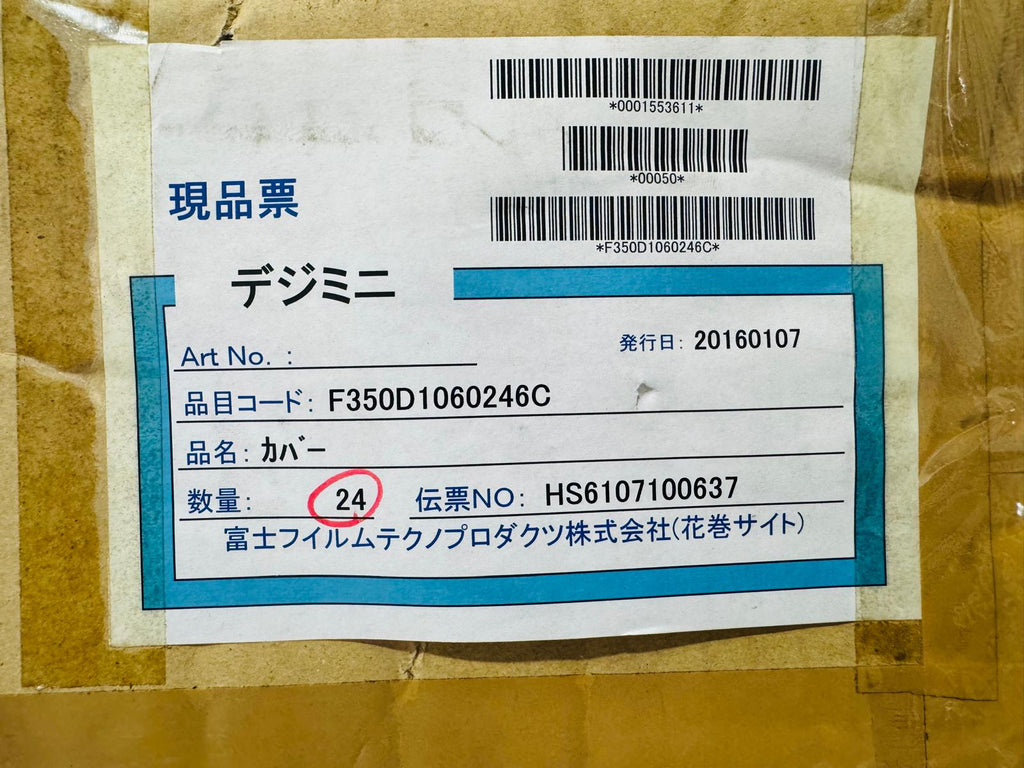 *0001553611*
*00050*
*F350D1060246C*
現品票
デジミニ
Art No. :
発行日: 20160107
品目コード: F350D1060246C
品名: ｶﾊﾞｰ
数量: 24 伝票NO: HS6107100637
富士フイルムテクノプロダクツ株式会社(花巻サイト)